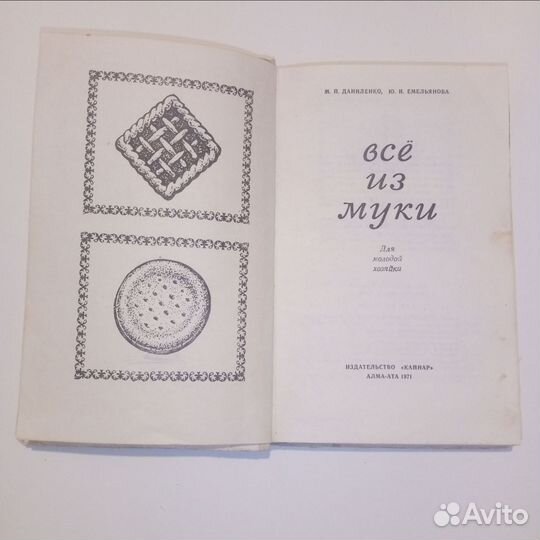 М. П. ДАНИЛЕНКО, Ю. И. ЕМЕЛЬЯНОВА
всё
из
муки
Для
молодой
хозяйки
ИЗДАТЕЛЬСТВО «КАЙНАР»
АЛМА-АТА 1971
Avito